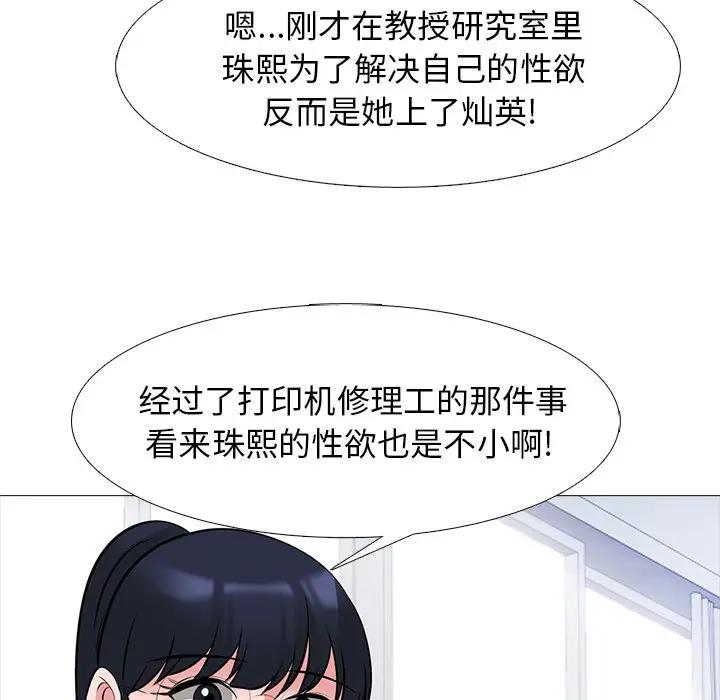 嗯...刚才在教授研究室里
珠熙为了解决自己的性欲
反而是她上了灿英!
经过了打印机修理工的那件事
看来珠熙的性欲也是不小啊!